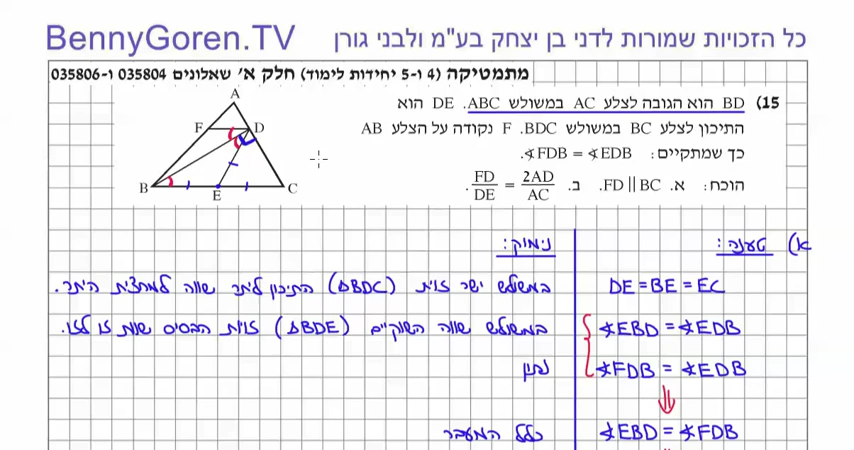 BennyGoren.TV כל הזכויות שמורות לדני בן יצחק בע"מ ולבני גורן
מתמטיקה (4 ו-5 יחידות לימוד) חלק א' שאלונים 035804 ו-035806
15) BD הוא הגובה לצלע AC במשולש ABC. DE הוא
התיכון לצלע BC במשולש BDC. F נקודה על הצלע AB
כך שמתקיים: ∢FDB = ∢EDB.
הוכח: א. FD || BC. ב. FD/DE = 2AD/AC.
A
F D
B E C
א) טענה: נימוק:
DE = BE = EC במשולש ישר זוית (ΔBDC) התיכון ליתר שווה למחצית היתר.
∢EBD = ∢EDB במשולש שווה השוקיים (ΔBDE) זוית הבסיס שוות זו לזו.
∢FDB = ∢EDB נתון
⇓
∢EBD = ∢FDB כלל המעבר